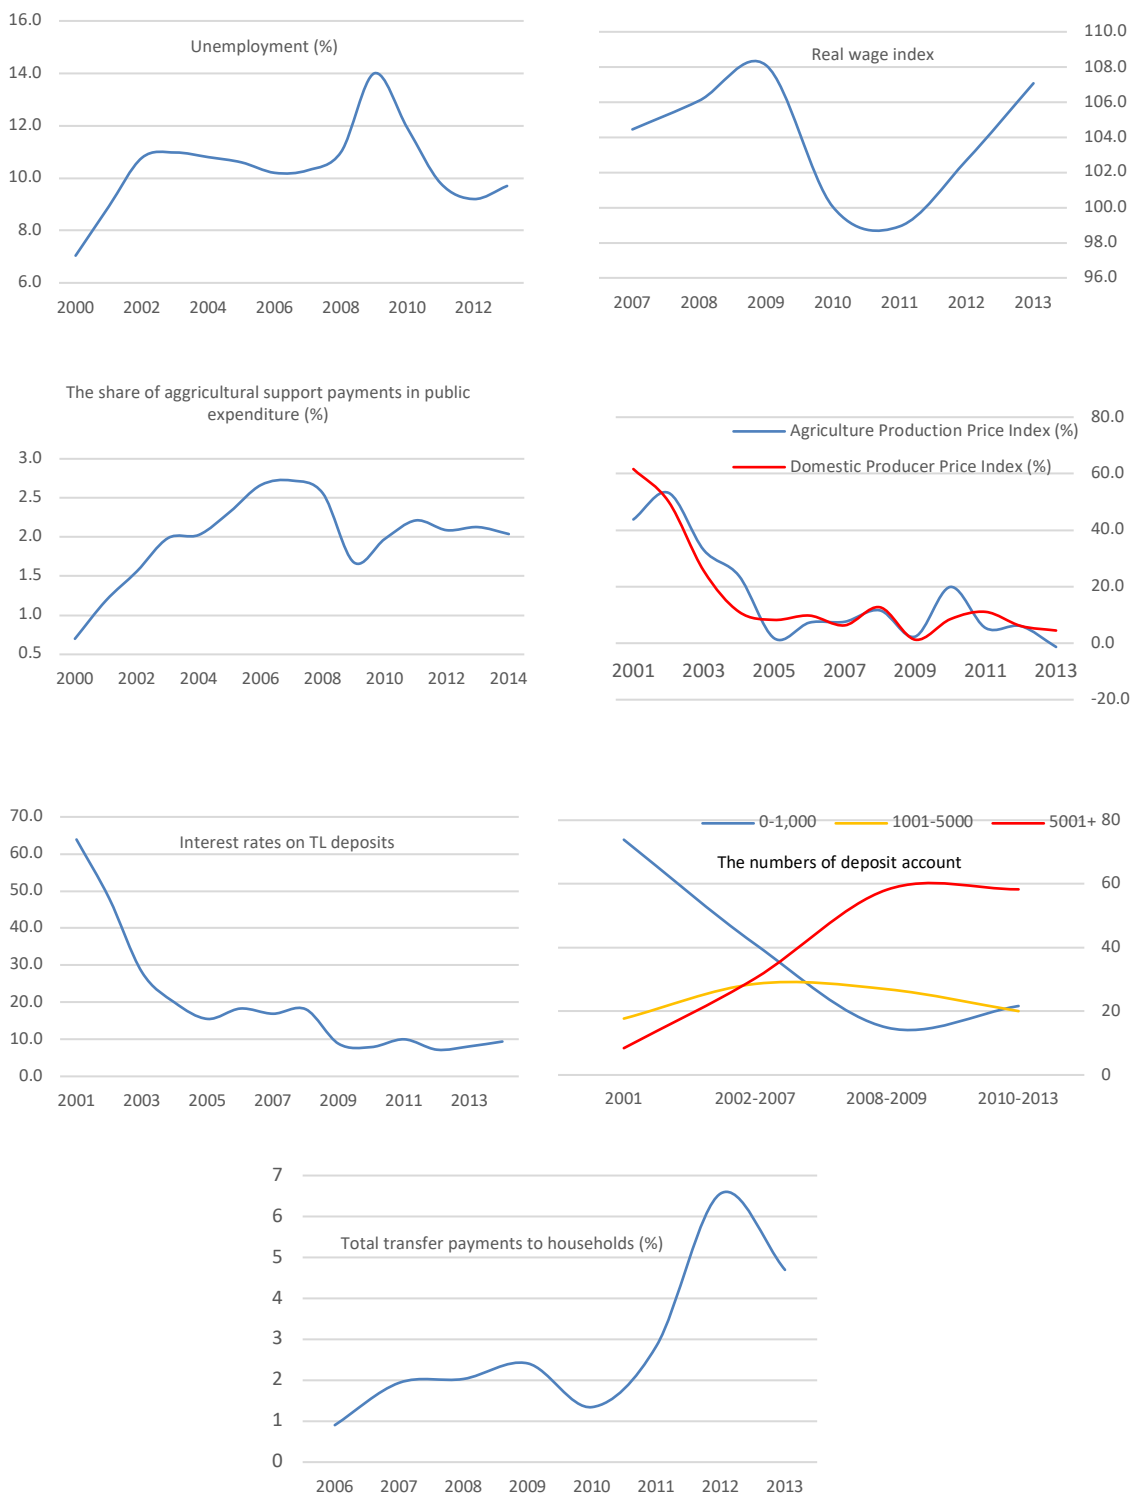 Unemployment (%)
16.0
14.0
12.0
10.0
8.0
6.0
2000 2002 2004 2006 2008 2010 2012
Real wage index
110.0
108.0
106.0
104.0
102.0
100.0
98.0
96.0
2007 2008 2009 2010 2011 2012 2013
The share of aggricultural support payments in public
expenditure (%)
3.0
2.5
2.0
1.5
1.0
0.5
2000 2002 2004 2006 2008 2010 2012 2014
Agriculture Production Price Index (%)
Domestic Producer Price Index (%)
80.0
60.0
40.0
20.0
0.0
-20.0
2001 2003 2005 2007 2009 2011 2013
Interest rates on TL deposits
70.0
60.0
50.0
40.0
30.0
20.0
10.0
0.0
2001 2003 2005 2007 2009 2011 2013
0-1,000 1001-5000 5001+
The numbers of deposit account
80
60
40
20
0
2001 2002-2007 2008-2009 2010-2013
Total transfer payments to households (%)
7
6
5
4
3
2
1
0
2006 2007 2008 2009 2010 2011 2012 2013